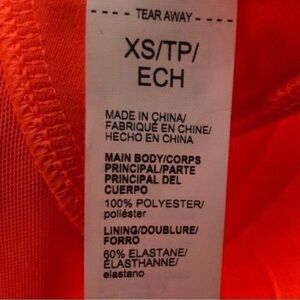 TEAR AWAY
XS/TP/
ECH
MADE IN CHINA/
FABRIQUÉ EN CHINE/
HECHO EN CHINA
MAIN BODY/CORPS
PRINCIPAL/PARTE
PRINCIPAL DEL
CUERPO
100% POLYESTER/
poliéster
LINING/DOUBLURE/
FORRO
60% ELASTANE/
ÉLASTHANNE/
elastano